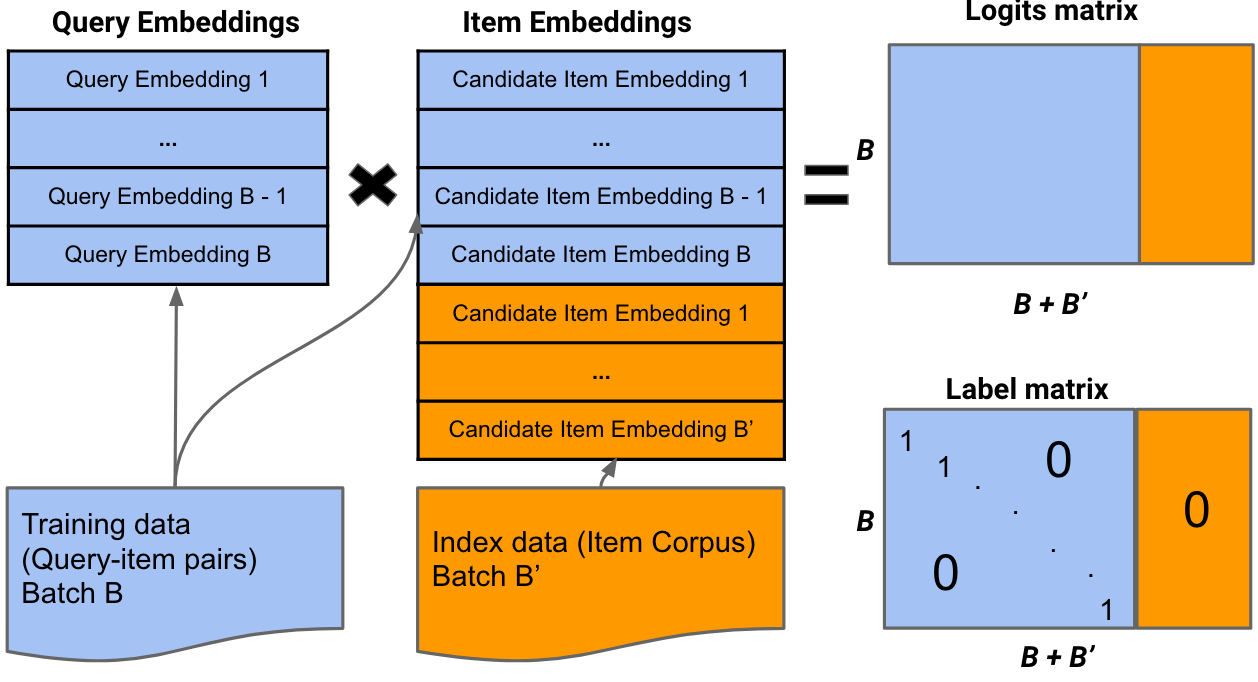 Query Embeddings
Query Embedding 1
...
Query Embedding B - 1
Query Embedding B
Item Embeddings
Candidate Item Embedding 1
...
Candidate Item Embedding B - 1
Candidate Item Embedding B
Candidate Item Embedding 1
...
Candidate Item Embedding B’
Training data
(Query-item pairs)
Batch B
Index data (Item Corpus)
Batch B’
Logits matrix
B
B + B’
Label matrix
1
1
0
0
B
0
1
B + B’